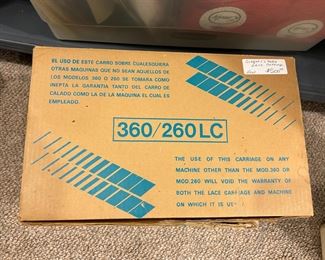 EL USO DE ESTE CARRO SOBRE CUALESQUIERA
OTRAS MAQUINAS QUE NO SEAN AQUELLOS DE
LOS MODELOS 360 O 260 SE TOMARA COMO
INEPTA LA GARANTIA TANTO DEL CARRO DE
CALADO COMO LA DE LA MAQUINA EL CUAL ES
EMPLEADO.
360/260 LC
THE USE OF THIS CARRIAGE ON ANY
MACHINE OTHER THAN THE MOD.360 OR
MOD.260 WILL VOID THE WARRANTY OF
BOTH THE LACE CARRIAGE AND MACHINE
ON WHICH IT IS